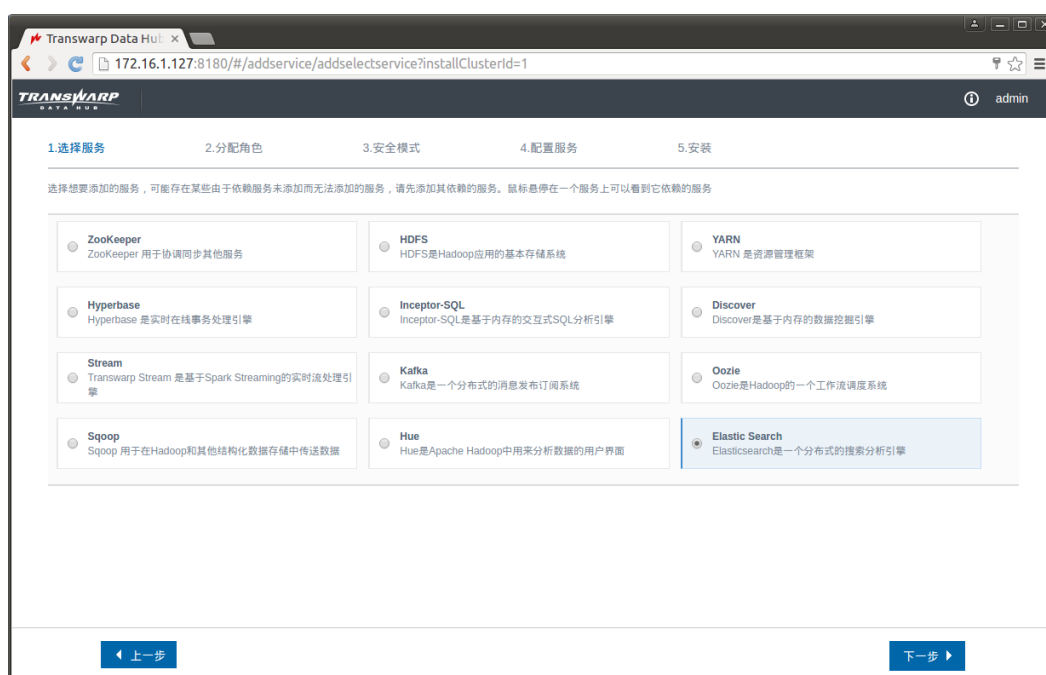 Transwarp Data Hub
172.16.1.127:8180/#/addservice/addselectservice?installClusterId=1
TRANSWARP
DATA HUB
admin
1.选择服务 2.分配角色 3.安全模式 4.配置服务 5.安装
选择想要添加的服务，可能存在某些由于依赖服务未添加而无法添加的服务，请先添加其依赖的服务。鼠标悬停在一个服务上可以看到它依赖的服务
ZooKeeper
ZooKeeper 用于协调同步其他服务
HDFS
HDFS是Hadoop应用的基本存储系统
YARN
YARN 是资源管理框架
Hyperbase
Hyperbase 是实时在线事务处理引擎
Inceptor-SQL
Inceptor-SQL是基于内存的交互式SQL分析引擎
Discover
Discover是基于内存的数据挖掘引擎
Stream
Transwarp Stream 是基于Spark Streaming的实时流处理引
擎
Kafka
Kafka是一个分布式的消息发布订阅系统
Oozie
Oozie是Hadoop的一个工作流调度系统
Sqoop
Sqoop 用于在Hadoop和其他结构化数据存储中传送数据
Hue
Hue是Apache Hadoop中用来分析数据的用户界面
Elastic Search
Elasticsearch是一个分布式的搜索分析引擎
上一步
下一步